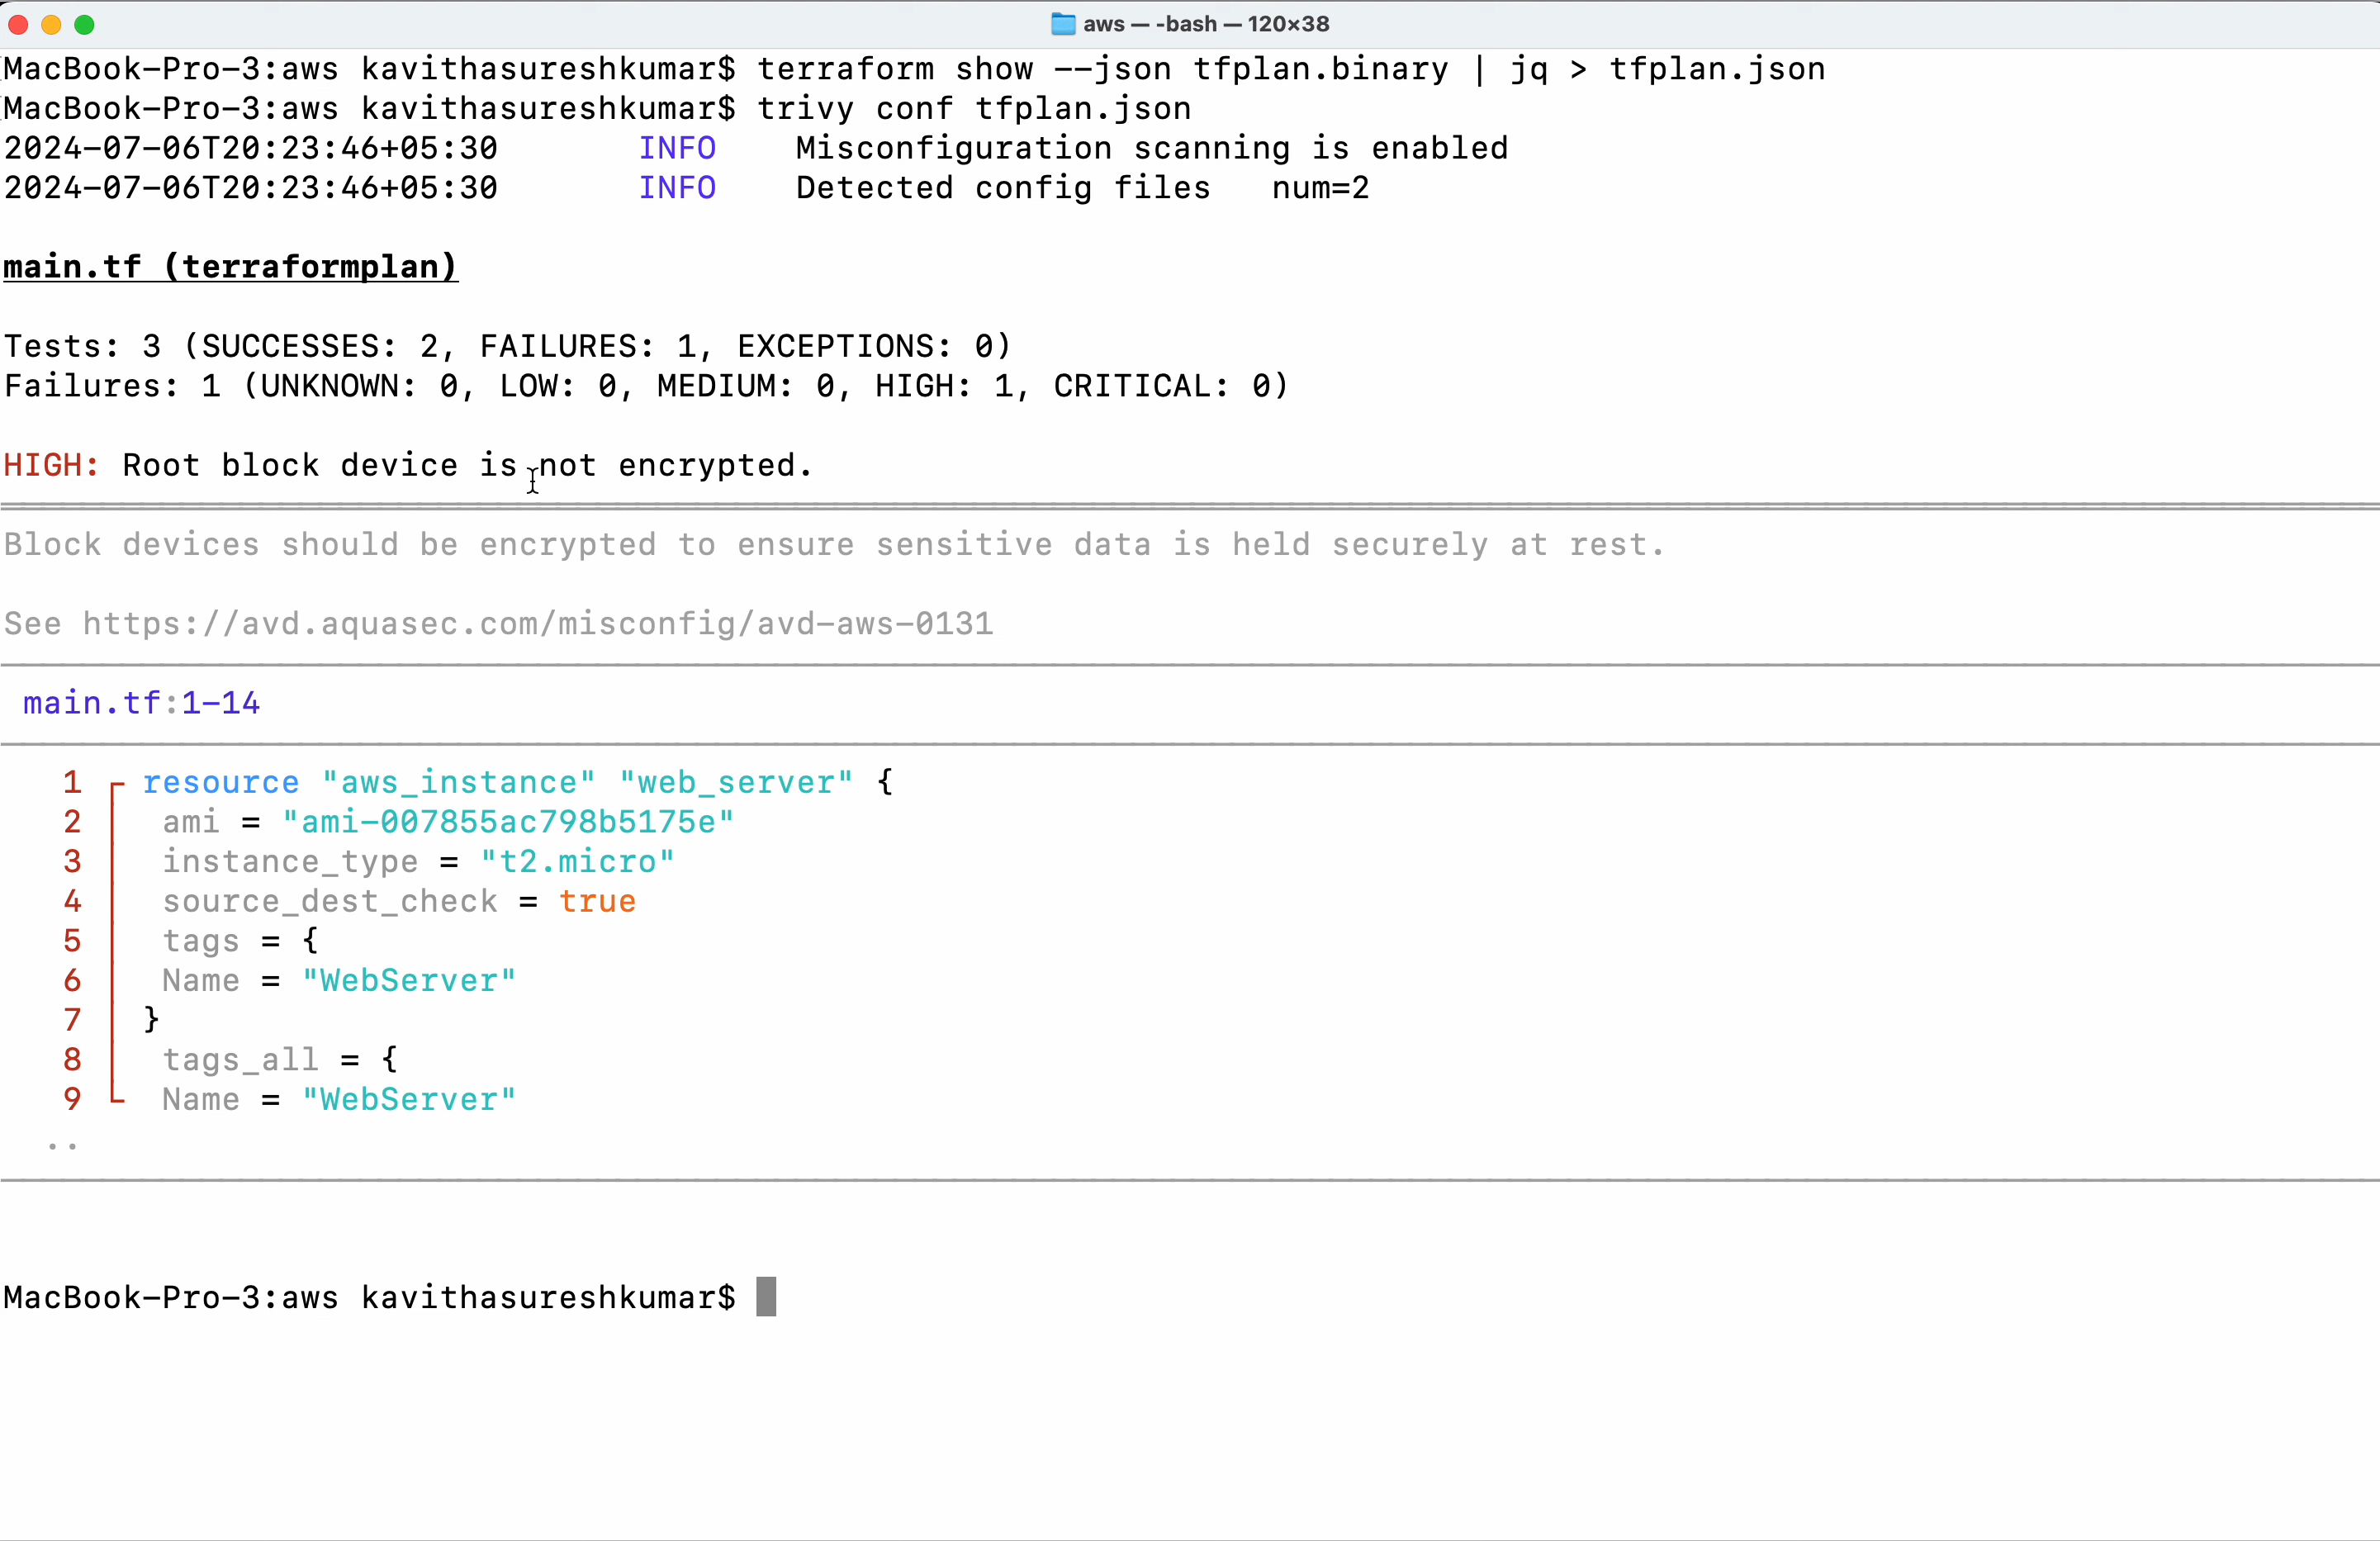 aws — -bash — 120×38
MacBook-Pro-3:aws kavithasureshkumar$ terraform show --json tfplan.binary | jq > tfplan.json
MacBook-Pro-3:aws kavithasureshkumar$ trivy conf tfplan.json
2024-07-06T20:23:46+05:30 INFO Misconfiguration scanning is enabled
2024-07-06T20:23:46+05:30 INFO Detected config files num=2
main.tf (terraformplan)
Tests: 3 (SUCCESSES: 2, FAILURES: 1, EXCEPTIONS: 0)
Failures: 1 (UNKNOWN: 0, LOW: 0, MEDIUM: 0, HIGH: 1, CRITICAL: 0)
HIGH: Root block device is not encrypted.
Block devices should be encrypted to ensure sensitive data is held securely at rest.
See https://avd.aquasec.com/misconfig/avd-aws-0131
main.tf:1-14
1 resource "aws_instance" "web_server" {
2 ami = "ami-007855ac798b5175e"
3 instance_type = "t2.micro"
4 source_dest_check = true
5 tags = {
6 Name = "WebServer"
7 }
8 tags_all = {
9 Name = "WebServer"
..
MacBook-Pro-3:aws kavithasureshkumar$